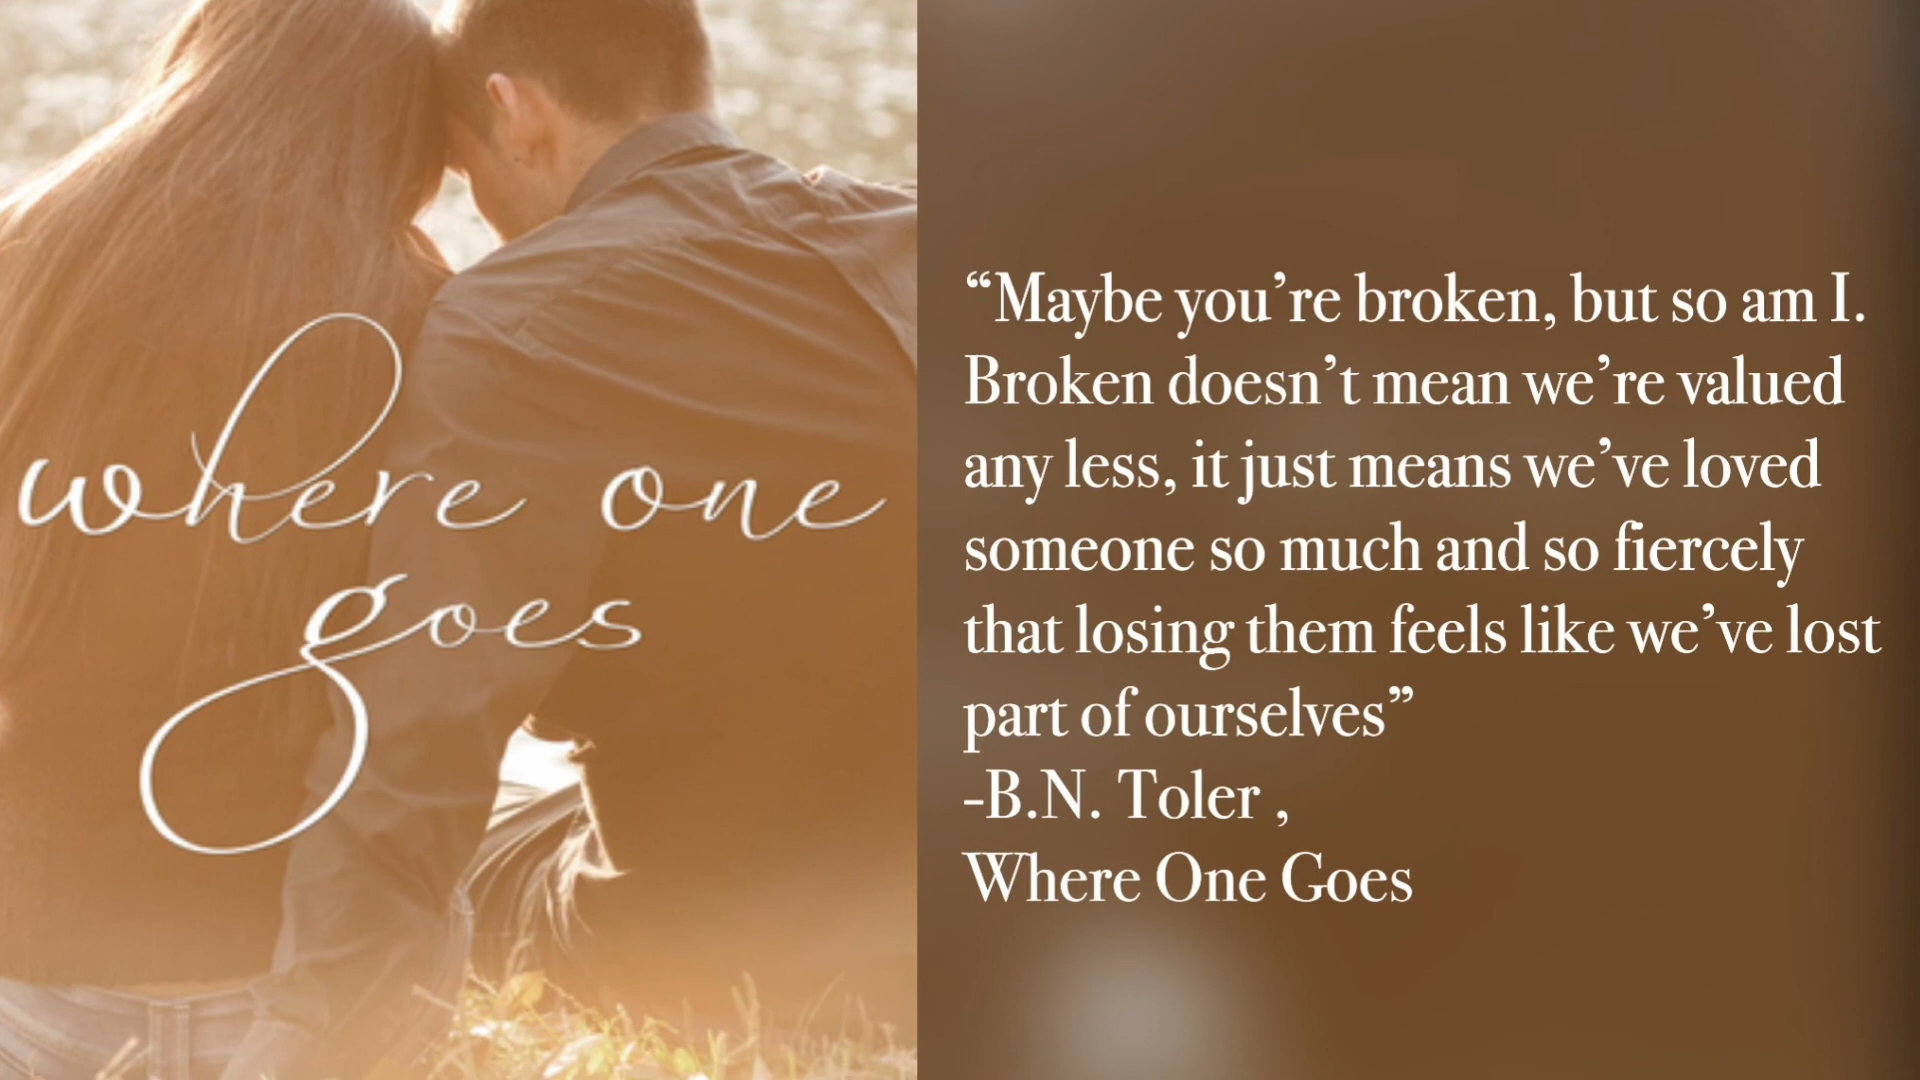 where one
goes
“Maybe you’re broken, but so am I.
Broken doesn’t mean we’re valued
any less, it just means we’ve loved
someone so much and so fiercely
that losing them feels like we’ve lost
part of ourselves”
-B.N. Toler ,
Where One Goes